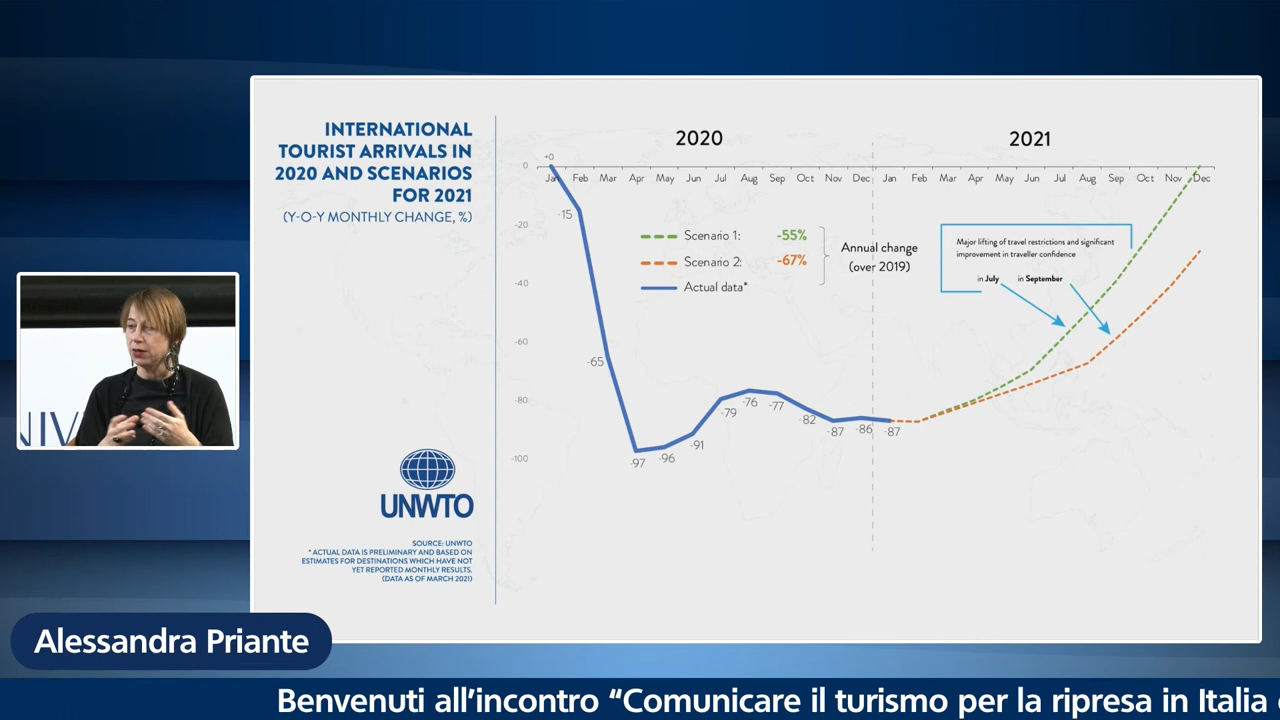 INTERNATIONAL
TOURIST ARRIVALS IN
2020 AND SCENARIOS
FOR 2021
(Y-O-Y MONTHLY CHANGE, %)
2020
2021
+0
0
Jan Feb Mar Apr May Jun Jul Aug Sep Oct Nov Dec Jan Feb Mar Apr May Jun Jul Aug Sep Oct Nov Dec
-15
-20
Scenario 1: -55%
Scenario 2: -67%
Actual data*
Annual change
(over 2019)
Major lifting of travel restrictions and significant
improvement in traveller confidence
in July in September
-40
-60
-65
-80
-79
-76
-77
-82
-87
-86
-87
-91
-96
-97
-100
UNWTO
SOURCE: UNWTO
* ACTUAL DATA IS PRELIMINARY AND BASED ON
ESTIMATES FOR DESTINATIONS WHICH HAVE NOT
YET REPORTED MONTHLY RESULTS.
(DATA AS OF MARCH 2021)
NIV
Alessandra Priante
Benvenuti all'incontro “Comunicare il turismo per la ripresa in Italia